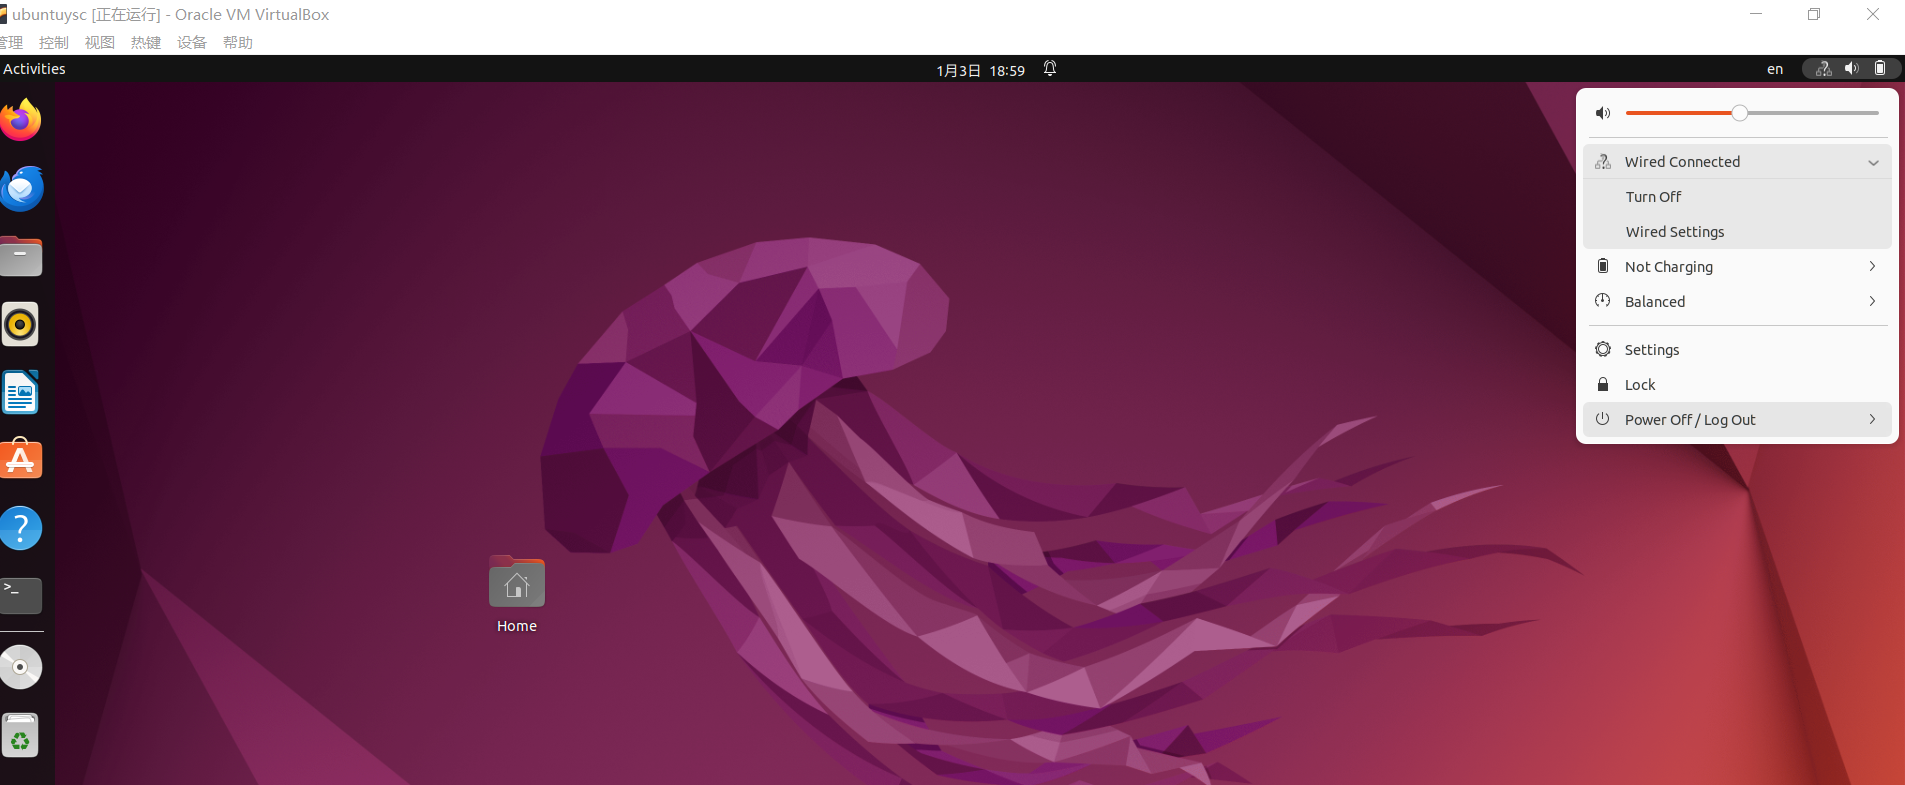 ubuntuysc [正在运行] - Oracle VM VirtualBox
管理 控制 视图 热键 设备 帮助
Activities 1月3日 18:59 en
Wired Connected
Turn Off
Wired Settings
Not Charging
Balanced
Settings
Lock
Power Off / Log Out
Home